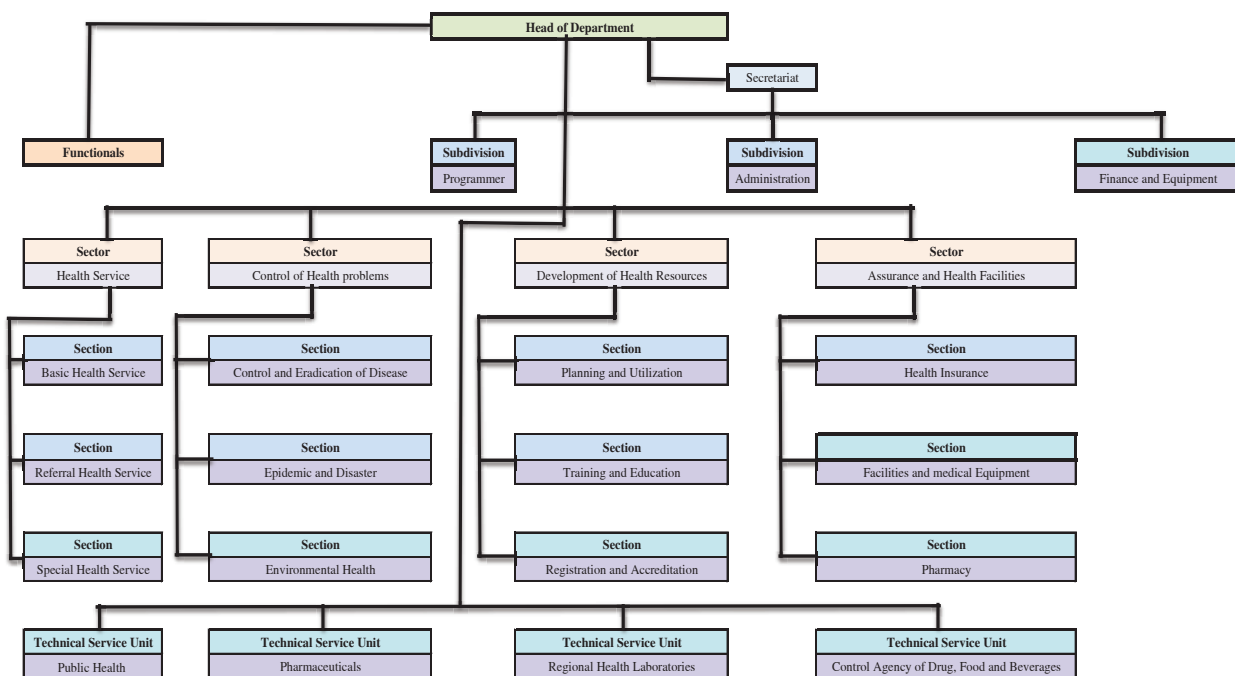 Head of Department
Secretariat
Functionals
Subdivision
Programmer
Subdivision
Administration
Subdivision
Finance and Equipment
Sector
Health Service
Sector
Control of Health problems
Sector
Development of Health Resources
Sector
Assurance and Health Facilities
Section
Basic Health Service
Section
Control and Eradication of Disease
Section
Planning and Utilization
Section
Health Insurance
Section
Referral Health Service
Section
Epidemic and Disaster
Section
Training and Education
Section
Facilities and medical Equipment
Section
Special Health Service
Section
Environmental Health
Section
Registration and Accreditation
Section
Pharmacy
Technical Service Unit
Public Health
Technical Service Unit
Pharmaceuticals
Technical Service Unit
Regional Health Laboratories
Technical Service Unit
Control Agency of Drug, Food and Beverages